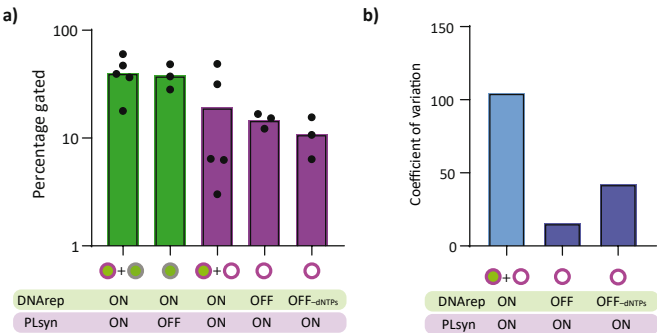 a)
Percentage gated
100
10
1
+ +
DNArep ON ON ON OFF OFF-dNTPs
PLsyn ON OFF ON ON ON
b)
Coefficient of variation
150
100
50
0
+
DNArep ON OFF OFF-dNTPs
PLsyn ON ON ON